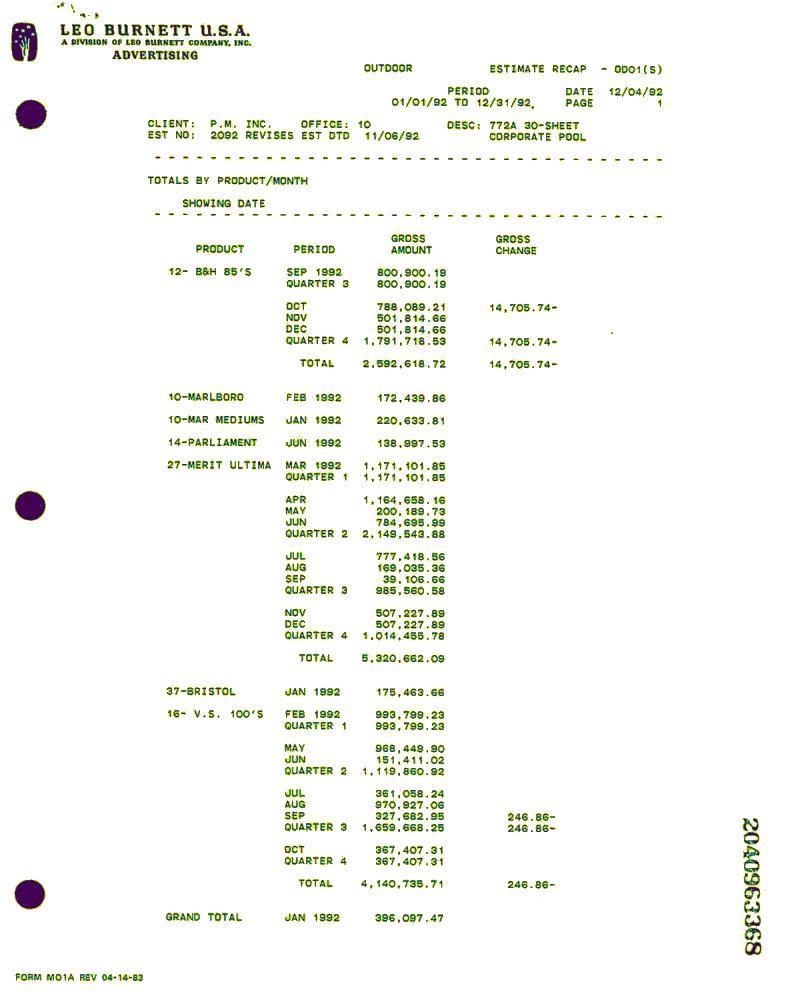 LEO BURNETT U.S.A.
A DIVISION OF LEO BURNETT COMPANY, INC.
ADVERTISING
OUTDOOR ESTIMATE RECAP - 0D01(S)
PERIOD DATE 12/04/92
01/01/92 TO 12/31/92, PAGE 1
CLIENT: P.M. INC. OFFICE: 10 DESC: 772A 30-SHEET
EST NO: 2092 REVISES EST DTD 11/06/92 CORPORATE POOL
TOTALS BY PRODUCT/MONTH
SHOWING DATE
GROSS GROSS
PRODUCT PERIOD AMOUNT CHANGE
12- B&H 85'S SEP 1992 800,900.19
QUARTER 3 800,900.19
OCT 788,089.21 14,705.74-
NOV 501,814.66
DEC 501,814.66
QUARTER 4 1,791,718.53 14,705.74-
TOTAL 2,592,618.72 14,705.74-
10-MARLBORO FEB 1992 172,439.86
10-MAR MEDIUMS JAN 1992 220,633.81
14-PARLIAMENT JUN 1992 138,997.53
27-MERIT ULTIMA MAR 1992 1,171,101.85
QUARTER 1 1,171,101.85
APR 1,164,658.16
MAY 200,189.73
JUN 784,695.99
QUARTER 2 2,149,543.88
JUL 777,418.56
AUG 169,035.36
SEP 39,106.66
QUARTER 3 985,560.58
NOV 507,227.89
DEC 507,227.89
QUARTER 4 1,014,455.78
TOTAL 5,320,662.09
37-BRISTOL JAN 1992 175,463.66
16- V.S. 100'S FEB 1992 993,799.23
QUARTER 1 993,799.23
MAY 968,449.90
JUN 151,411.02
QUARTER 2 1,119,860.92
JUL 361,058.24
AUG 970,927.06
SEP 327,682.95 246.86-
QUARTER 3 1,659,668.25 246.86-
OCT 367,407.31
QUARTER 4 367,407.31
TOTAL 4,140,735.71 246.86-
GRAND TOTAL JAN 1992 396,097.47
2040963368
FORM MO1A REV 04-14-83